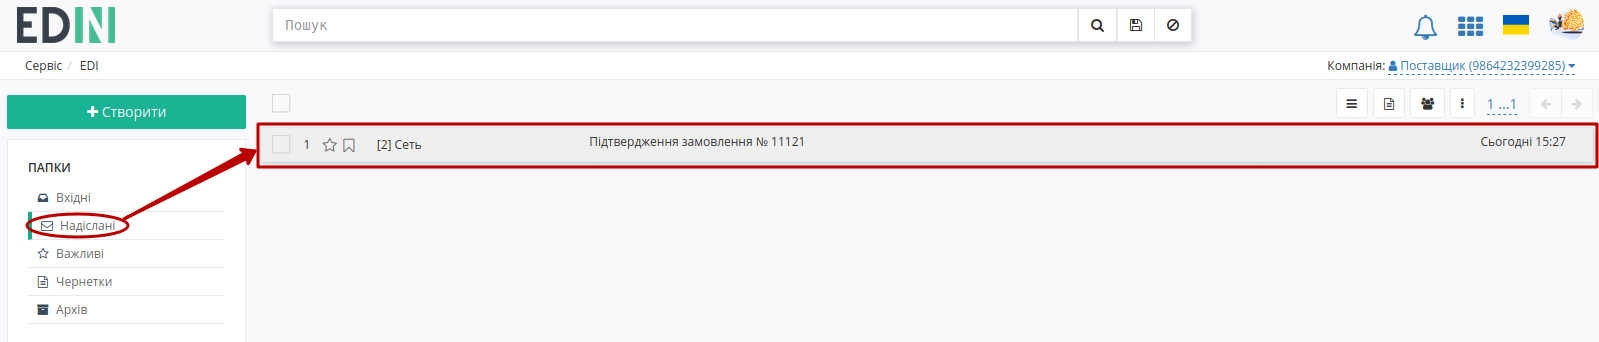 EDIN
Пошук
Сервіс / EDI
Компанія: Поставщик (9864232399285)
Створити
1 ...1
1 [2] Сеть Підтвердження замовлення № 11121 Сьогодні 15:27
ПАПКИ
Вхідні
Надіслані
Важливі
Чернетки
Архів